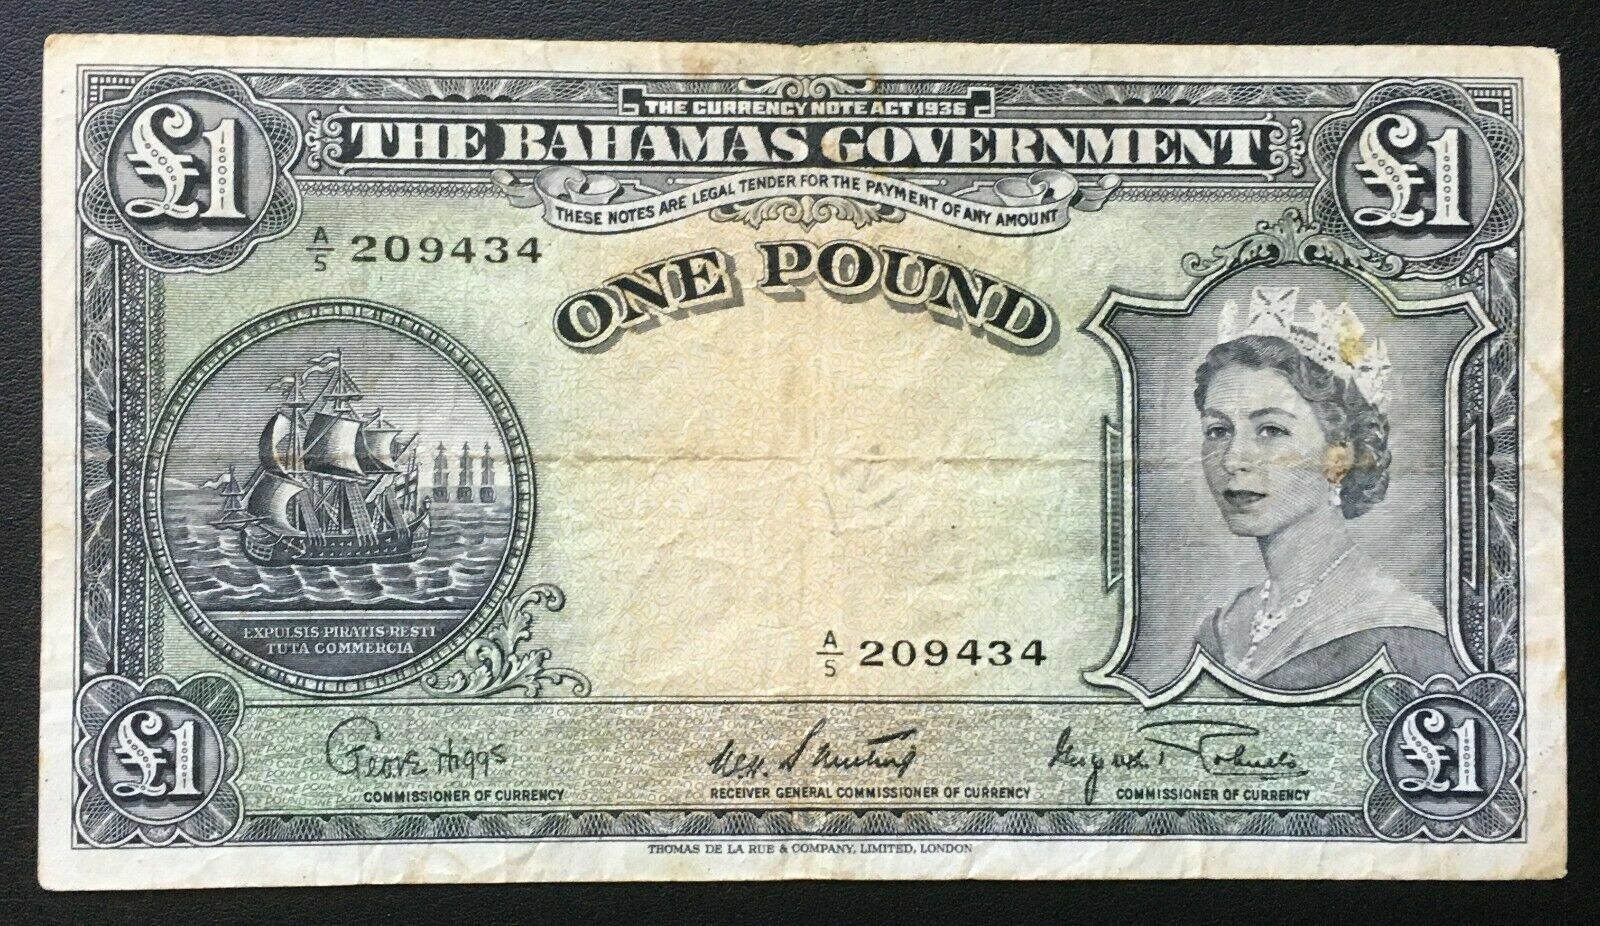 THE CURRENCY NOTE ACT 1936
£1 THE BAHAMAS GOVERNMENT £1
THESE NOTES ARE LEGAL TENDER FOR THE PAYMENT OF ANY AMOUNT
A/5 209434
ONE POUND
EXPULSIS PIRATIS RESTI
TUTA COMMERCIA
A/5 209434
George Higgs
COMMISSIONER OF CURRENCY
RECEIVER GENERAL COMMISSIONER OF CURRENCY
COMMISSIONER OF CURRENCY
£1 £1
THOMAS DE LA RUE & COMPANY, LIMITED, LONDON